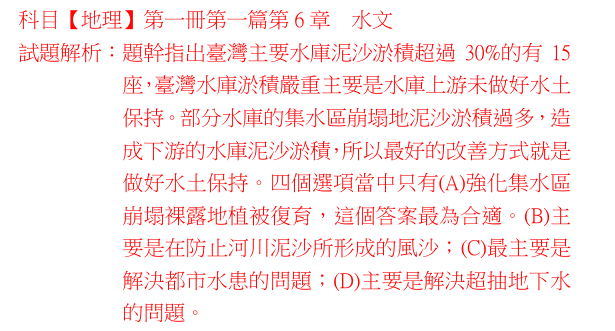 科目【地理】第一冊第一篇第 6 章　水文
試題解析：題幹指出臺灣主要水庫泥沙淤積超過 30%的有 15
座，臺灣水庫淤積嚴重主要是水庫上游未做好水土
保持。部分水庫的集水區崩塌地泥沙淤積過多，造
成下游的水庫泥沙淤積，所以最好的改善方式就是
做好水土保持。四個選項當中只有(A)強化集水區
崩塌裸露地植被復育，這個答案最為合適。(B)主
要是在防止河川泥沙所形成的風沙；(C)最主要是
解決都市水患的問題；(D)主要是解決超抽地下水
的問題。